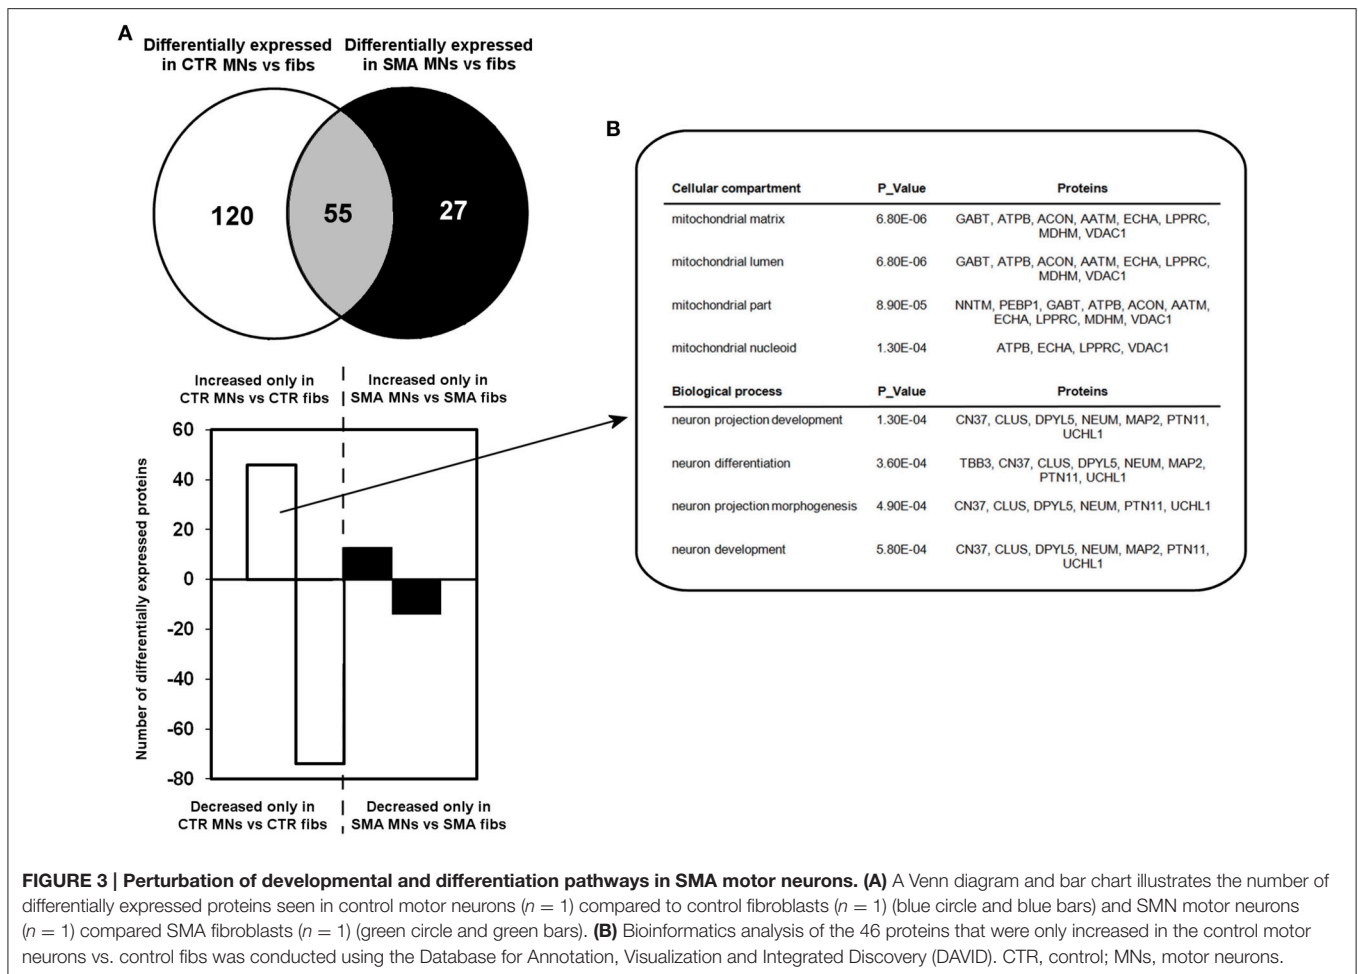 A
Differentially expressed
in CTR MNs vs fibs
Differentially expressed
in SMA MNs vs fibs
120
55
27
Increased only in
CTR MNs vs CTR fibs
Increased only in
SMA MNs vs SMA fibs
Number of differentially expressed proteins
60
40
20
0
-20
-40
-60
-80
Decreased only in
CTR MNs vs CTR fibs
Decreased only in
SMA MNs vs SMA fibs
B
Cellular compartment P_Value Proteins
mitochondrial matrix 6.80E-06 GABT, ATPB, ACON, AATM, ECHA, LPPRC,
MDHM, VDAC1
mitochondrial lumen 6.80E-06 GABT, ATPB, ACON, AATM, ECHA, LPPRC,
MDHM, VDAC1
mitochondrial part 8.90E-05 NNTM, PEBP1, GABT, ATPB, ACON, AATM,
ECHA, LPPRC, MDHM, VDAC1
mitochondrial nucleoid 1.30E-04 ATPB, ECHA, LPPRC, VDAC1
Biological process P_Value Proteins
neuron projection development 1.30E-04 CN37, CLUS, DPYL5, NEUM, MAP2, PTN11,
UCHL1
neuron differentiation 3.60E-04 TBB3, CN37, CLUS, DPYL5, NEUM, MAP2,
PTN11, UCHL1
neuron projection morphogenesis 4.90E-04 CN37, CLUS, DPYL5, NEUM, PTN11, UCHL1
neuron development 5.80E-04 CN37, CLUS, DPYL5, NEUM, MAP2, PTN11,
UCHL1
FIGURE 3 | Perturbation of developmental and differentiation pathways in SMA motor neurons. (A) A Venn diagram and bar chart illustrates the number of
differentially expressed proteins seen in control motor neurons (n = 1) compared to control fibroblasts (n = 1) (blue circle and blue bars) and SMN motor neurons
(n = 1) compared SMA fibroblasts (n = 1) (green circle and green bars). (B) Bioinformatics analysis of the 46 proteins that were only increased in the control motor
neurons vs. control fibs was conducted using the Database for Annotation, Visualization and Integrated Discovery (DAVID). CTR, control; MNs, motor neurons.